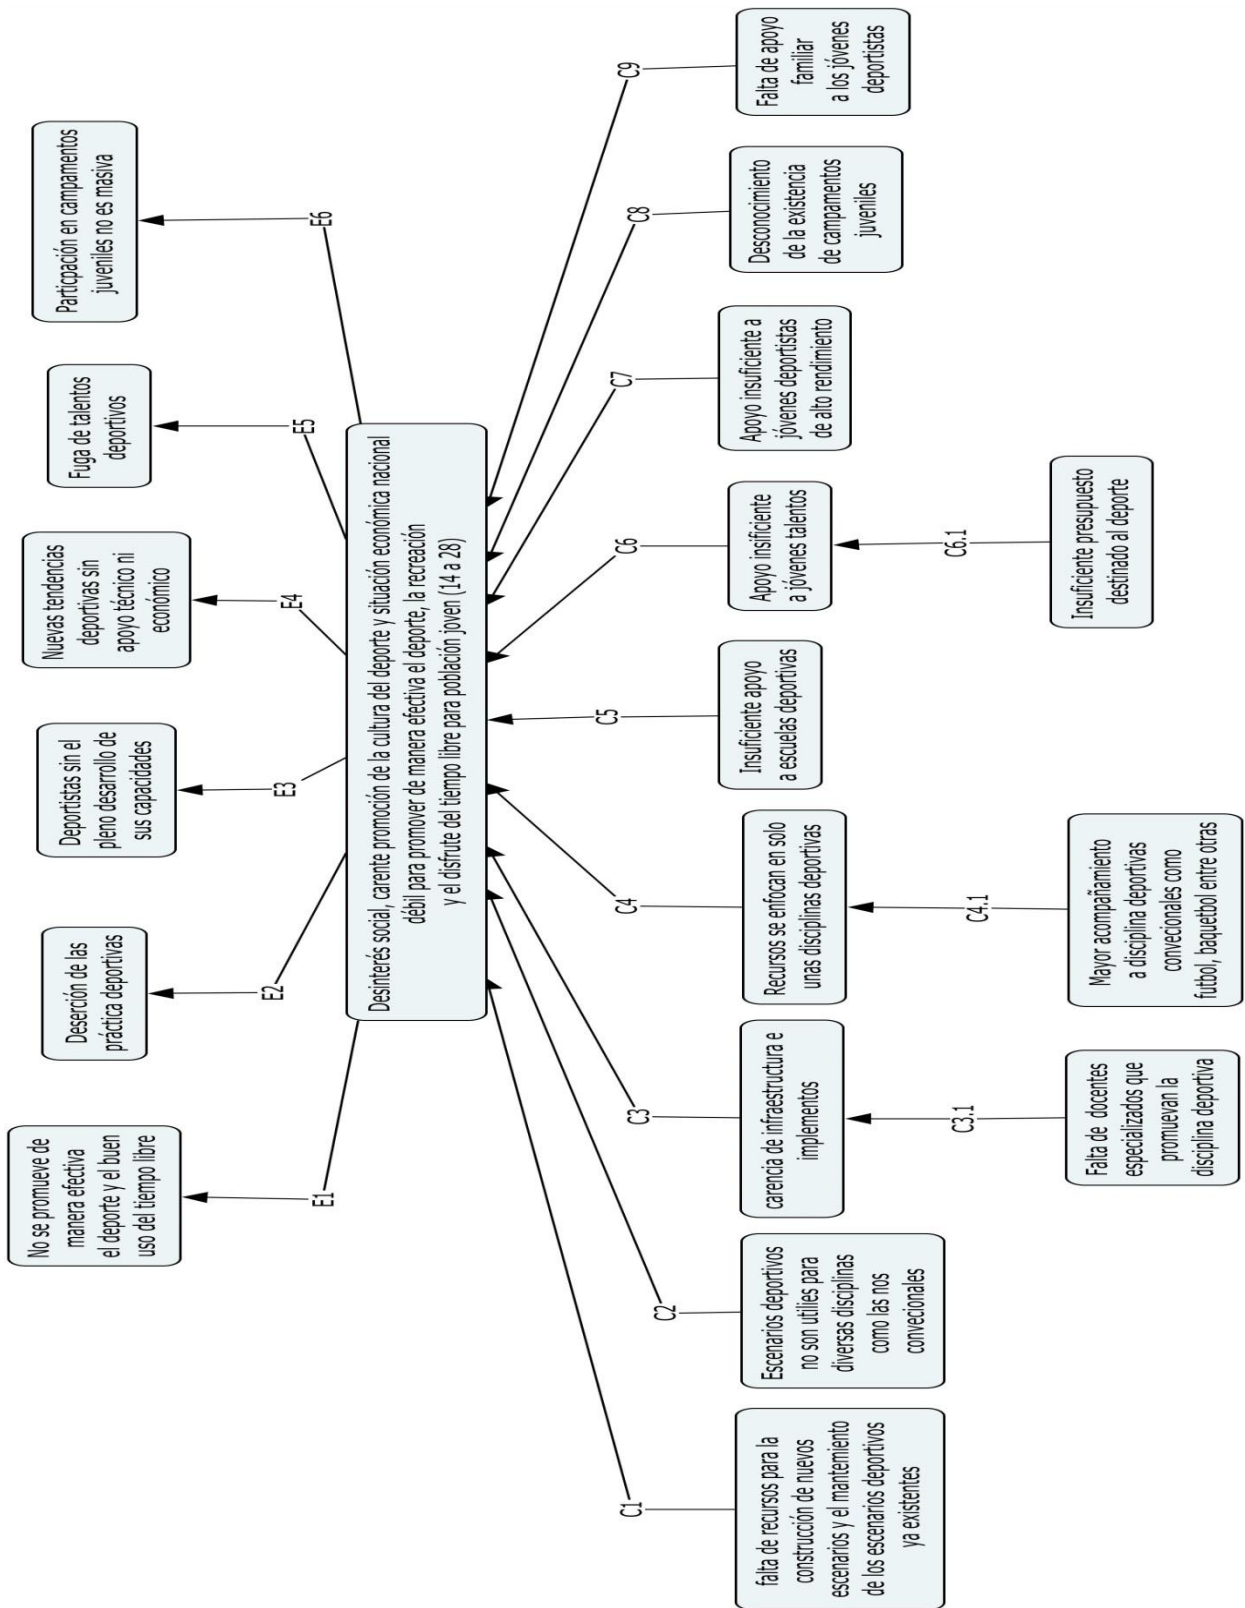 No se promueve de
manera efectiva
el deporte y el buen
uso del tiempo libre
Deserción de las
práctica deportivas
Deportistas sin el
pleno desarrollo de
sus capacidades
Nuevas tendencias
deportivas sin
apoyo técnico ni
económico
Fuga de talentos
deportivos
Particpación en campamentos
juveniles no es masiva
E1
E2
E3
E4
E5
E6
Desinterés social, carente promoción de la cultura del deporte y situación económica nacional
débil para promover de manera efectiva el deporte, la recreación
y el disfrute del tiempo libre para población joven (14 a 28)
C1
C2
C3
C4
C5
C6
C7
C8
C9
falta de recursos para la
construcción de nuevos
escenarios y el mantemiento
de los escenarios deportivos
ya existentes
Escenarios deportivos
no son utilies para
diversas disciplinas
como las nos
convecionales
carencia de infraestructura e
implementos
Recursos se enfocan en solo
unas disciplinas deportivas
Insuficiente apoyo
a escuelas deportivas
Apoyo insificiente
a jóvenes talentos
Apoyo insuficiente a
jóvenes deportistas
de alto rendimiento
Desconocimiento
de la existencia
de campamentos
juveniles
Falta de apoyo
familiar
a los jóvenes
deportistas
C3.1
C4.1
C6.1
Falta de docentes
especializados que
promuevan la
disciplina deportiva
Mayor acompañamiento
a disciplina deportivas
convecionales como
futbol, baquetbol entre otras
Insuficiente presupuesto
destinado al deporte